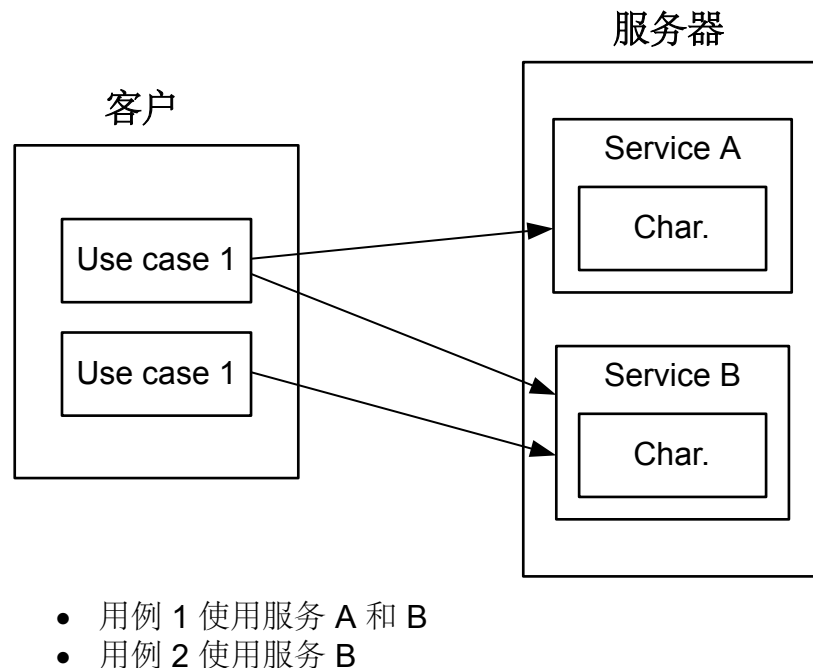 服务器
客户
Service A
Char.
Use case 1
Use case 1
Service B
Char.
• 用例 1 使用服务 A 和 B
• 用例 2 使用服务 B